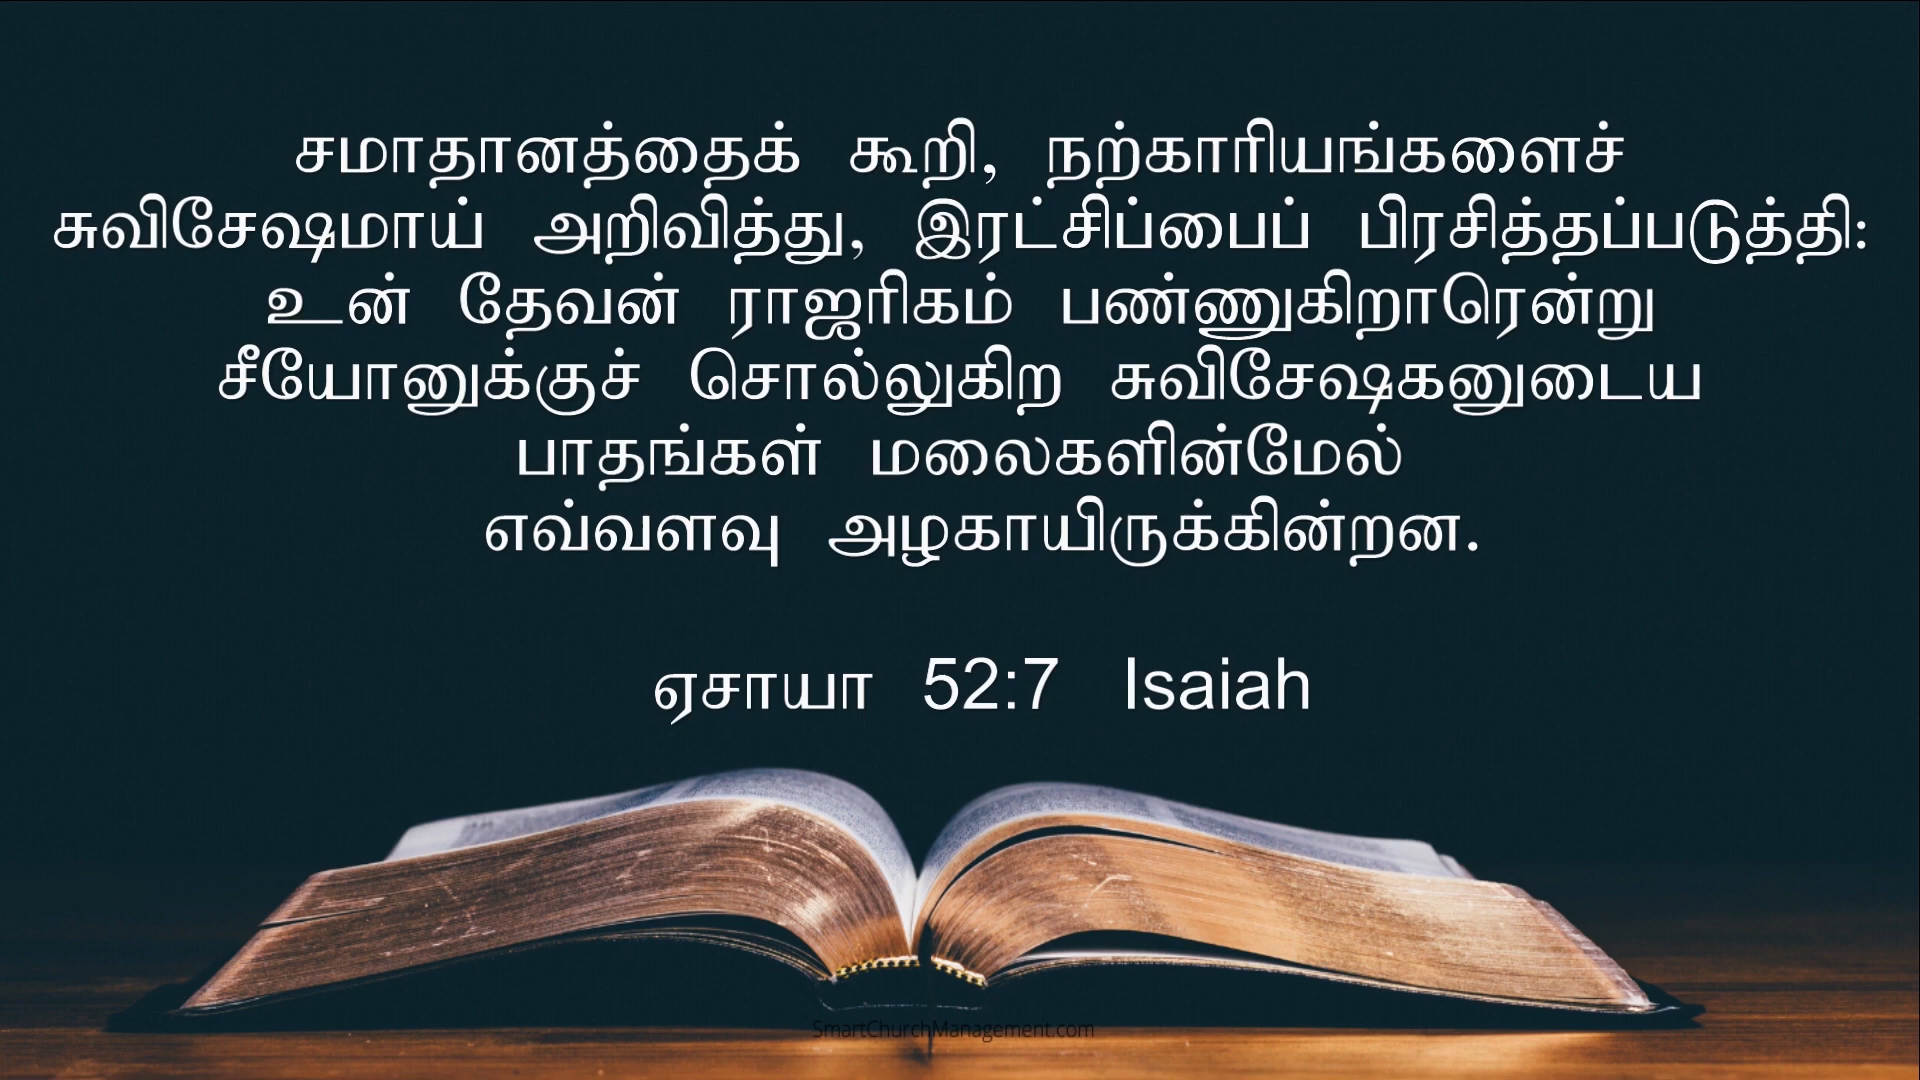 சமாதானத்தைக் கூறி, நற்காரியங்களைச்
சுவிசேஷமாய் அறிவித்து, இரட்சிப்பைப் பிரசித்தப்படுத்தி:
உன் தேவன் ராஜரிகம் பண்ணுகிறாரென்று
சீயோனுக்குச் சொல்லுகிற சுவிசேஷகனுடைய
பாதங்கள் மலைகளின்மேல்
எவ்வளவு அழகாயிருக்கின்றன.
ஏசாயா 52:7 Isaiah
SmartChurchManagement.com